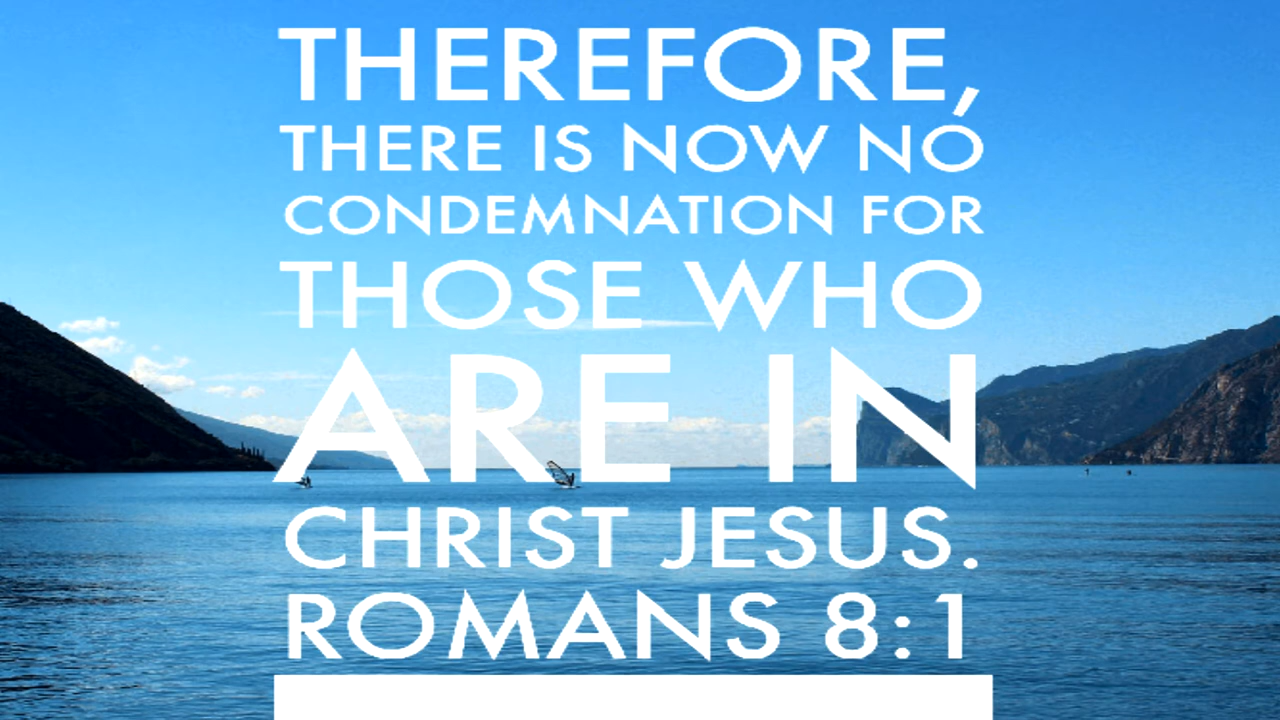 THEREFORE,
THERE IS NOW NO
CONDEMNATION FOR
THOSE WHO
ARE IN
CHRIST JESUS.
ROMANS 8:1